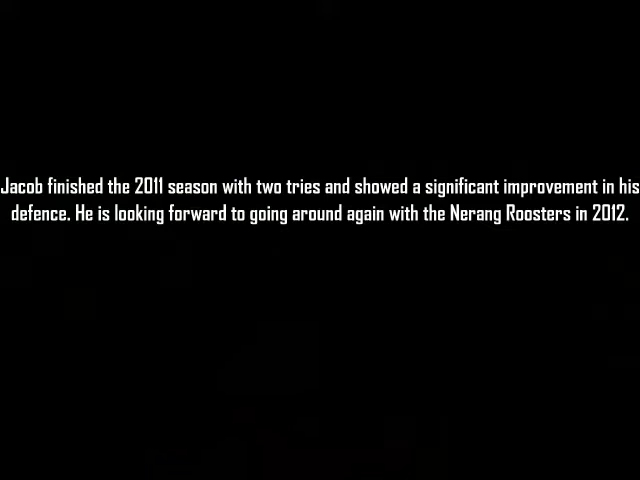 Jacob finished the 2011 season with two tries and showed a significant improvement in his
defence. He is looking forward to going around again with the Nerang Roosters in 2012.